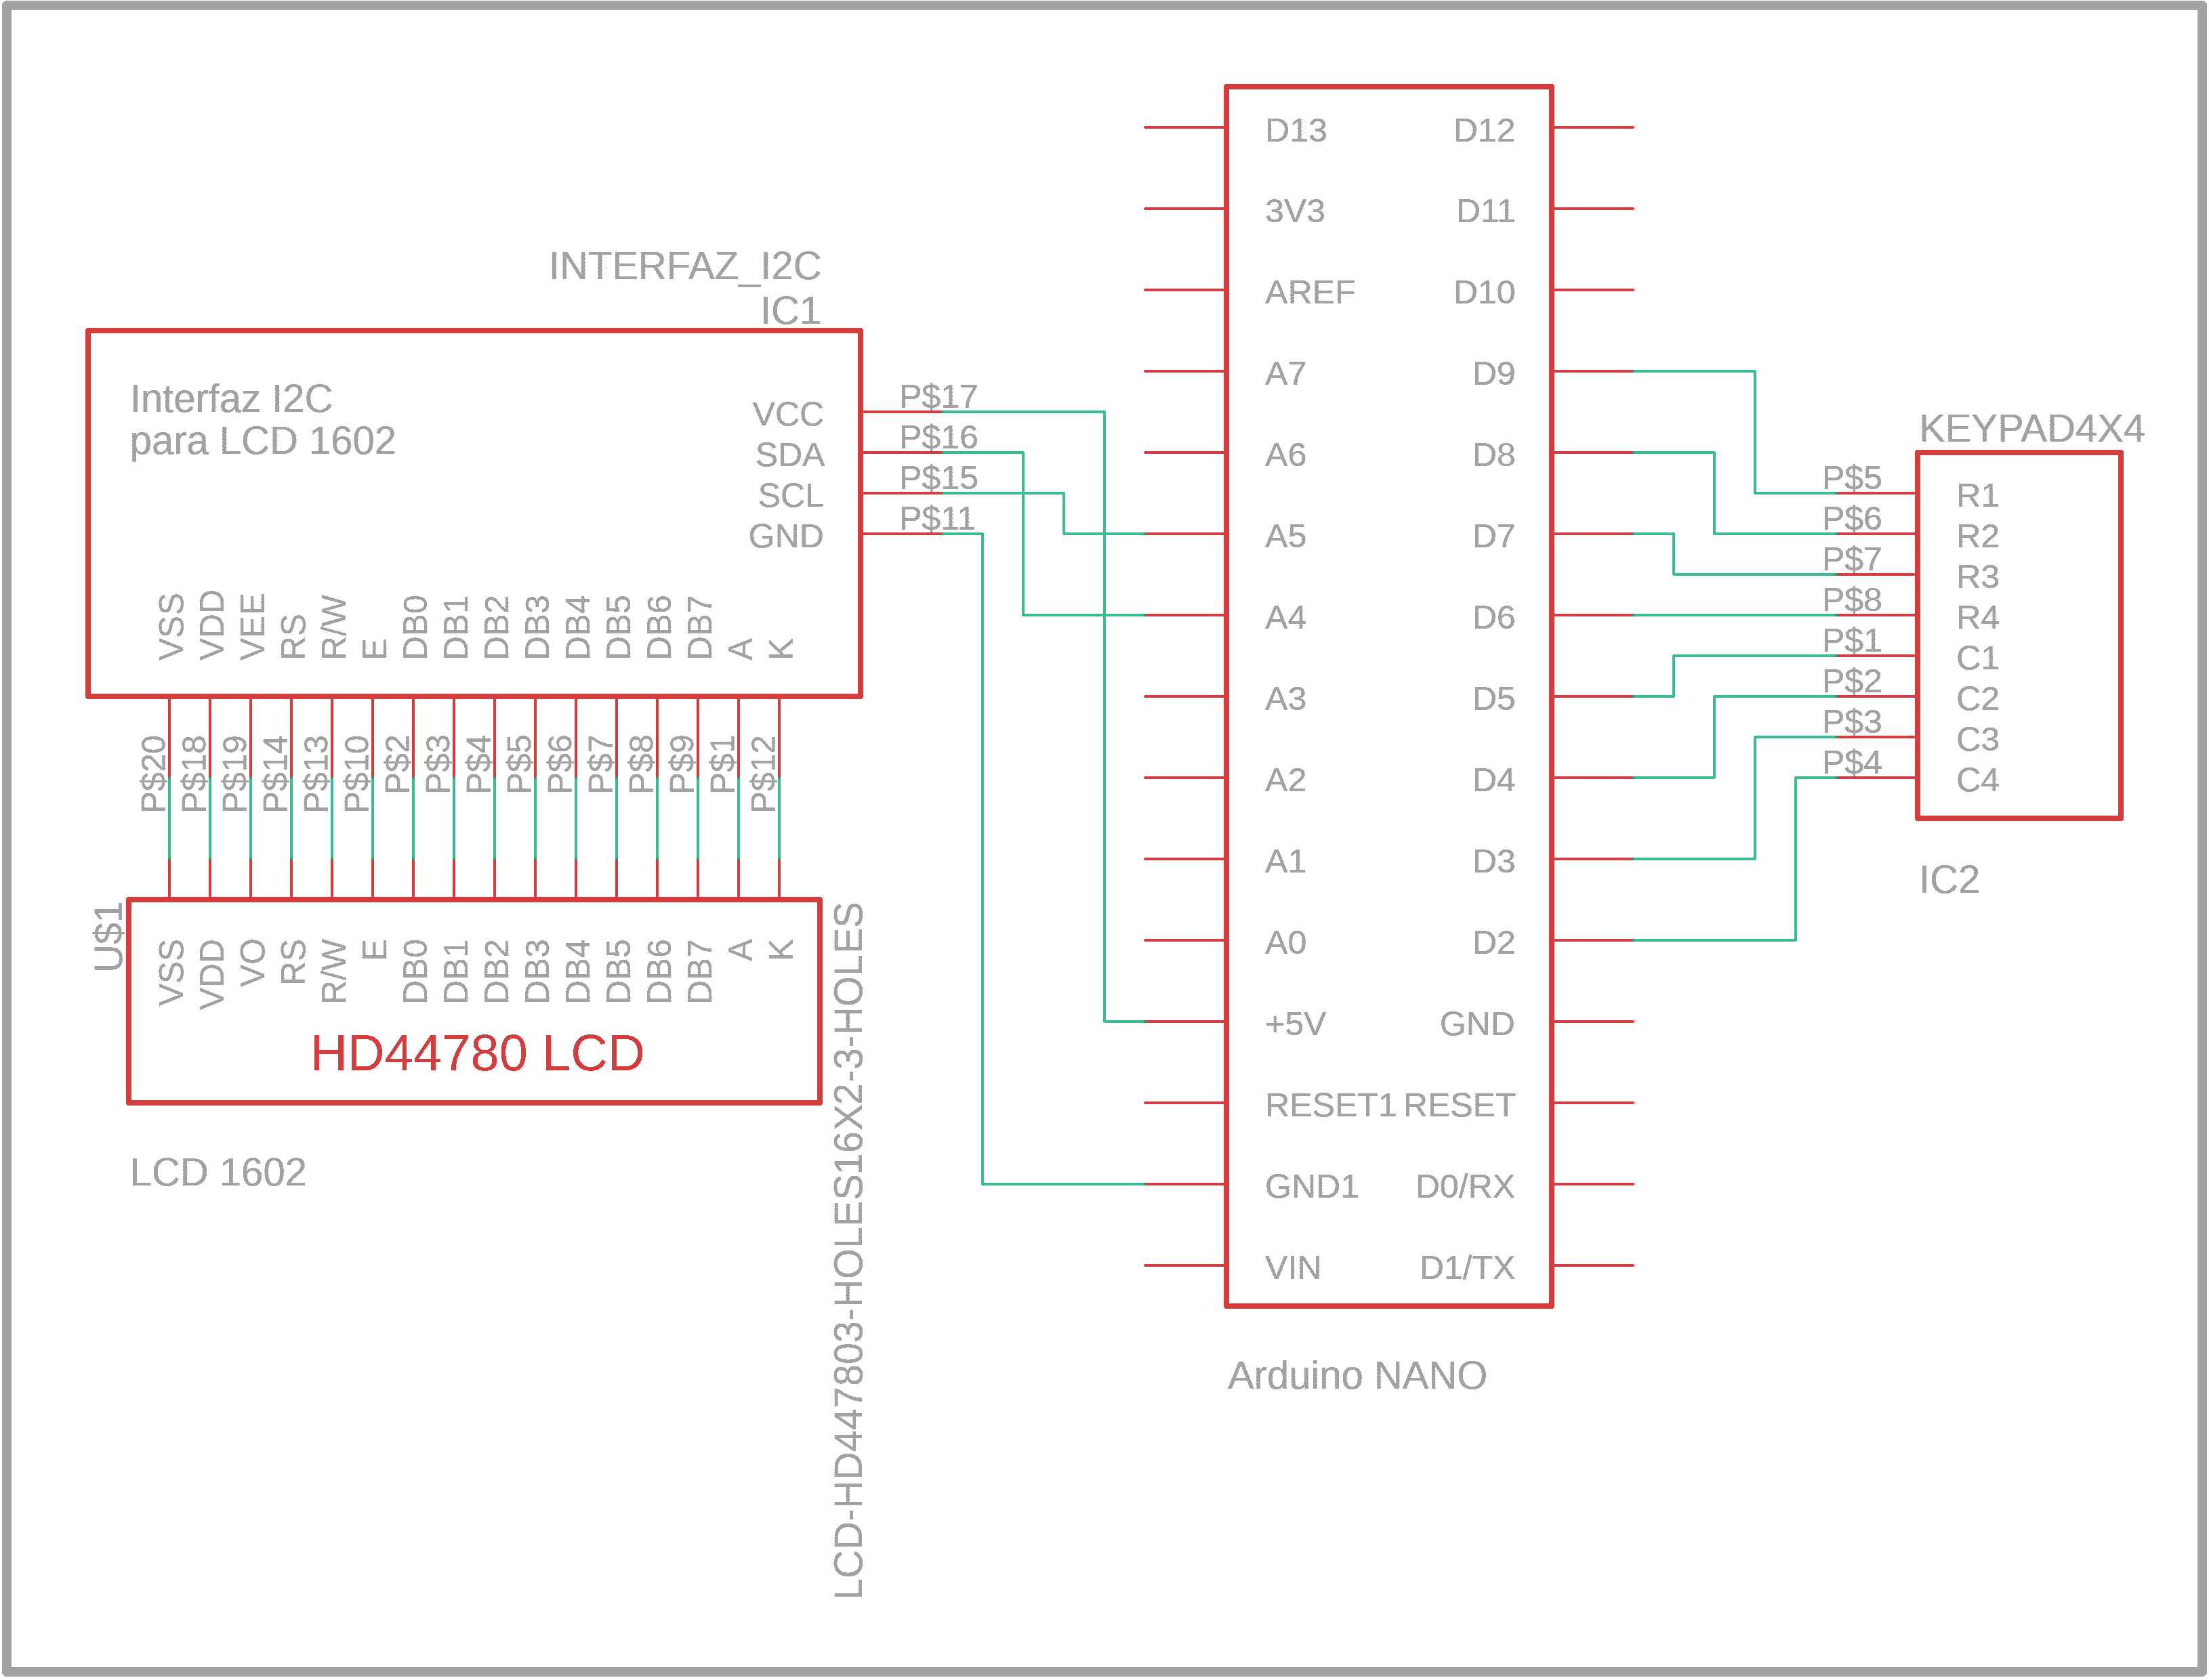 INTERFAZ_I2C
IC1
Interfaz I2C
para LCD 1602
VCC
SDA
SCL
GND
P$17
P$16
P$15
P$11
VSS
VDD
VEE
RS
R/W
E
DB0
DB1
DB2
DB3
DB4
DB5
DB6
DB7
A
K
P$20
P$18
P$19
P$14
P$13
P$10
P$2
P$3
P$4
P$5
P$6
P$7
P$8
P$9
P$1
P$12
U$1
VSS
VDD
VO
RS
R/W
E
DB0
DB1
DB2
DB3
DB4
DB5
DB6
DB7
A
K
HD44780 LCD
LCD 1602
LCD-HD447803-HOLES16X2-3-HOLES
D13 D12
3V3 D11
AREF D10
A7 D9
A6 D8
A5 D7
A4 D6
A3 D5
A2 D4
A1 D3
A0 D2
+5V GND
RESET1 RESET
GND1 D0/RX
VIN D1/TX
Arduino NANO
KEYPAD4X4
P$5 R1
P$6 R2
P$7 R3
P$8 R4
P$1 C1
P$2 C2
P$3 C3
P$4 C4
IC2